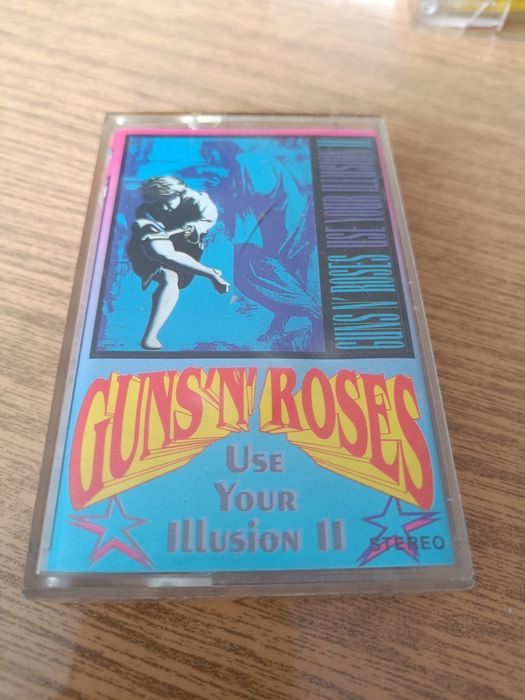 GUNS N' ROSES USE YOUR ILLUSION II
GUNS 'N' ROSES
USE
YOUR
ILLUSION II
STEREO